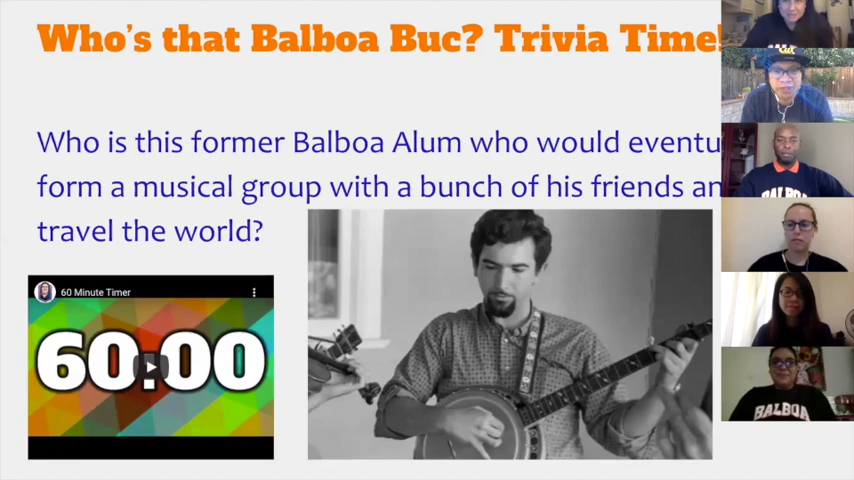 Who's that Balboa Buc? Trivia Time!
Who is this former Balboa Alum who would eventu
form a musical group with a bunch of his friends an
travel the world?
60 Minute Timer
60:00
BALBOA
BALBOA